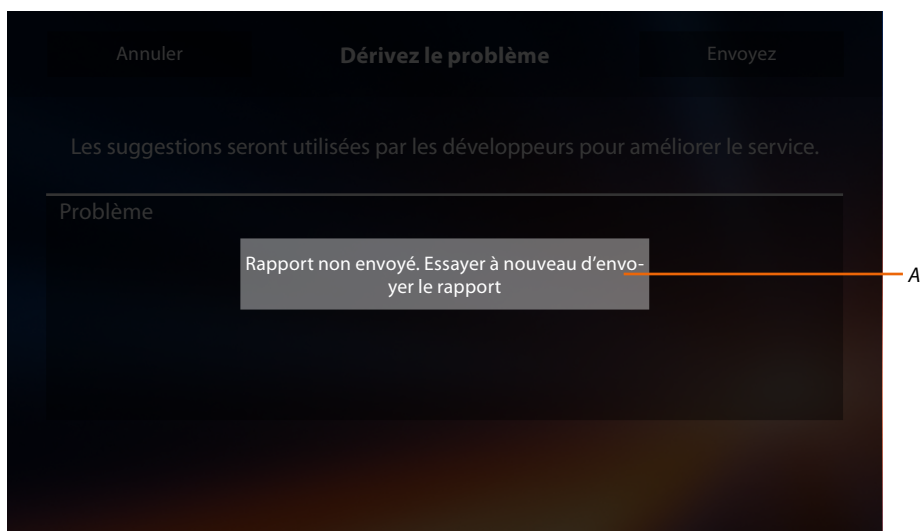 Annuler
Dérivez le problème
Envoyez
Les suggestions seront utilisées par les développeurs pour améliorer le service.
Problème
Rapport non envoyé. Essayer à nouveau d’envo-
yer le rapport
A